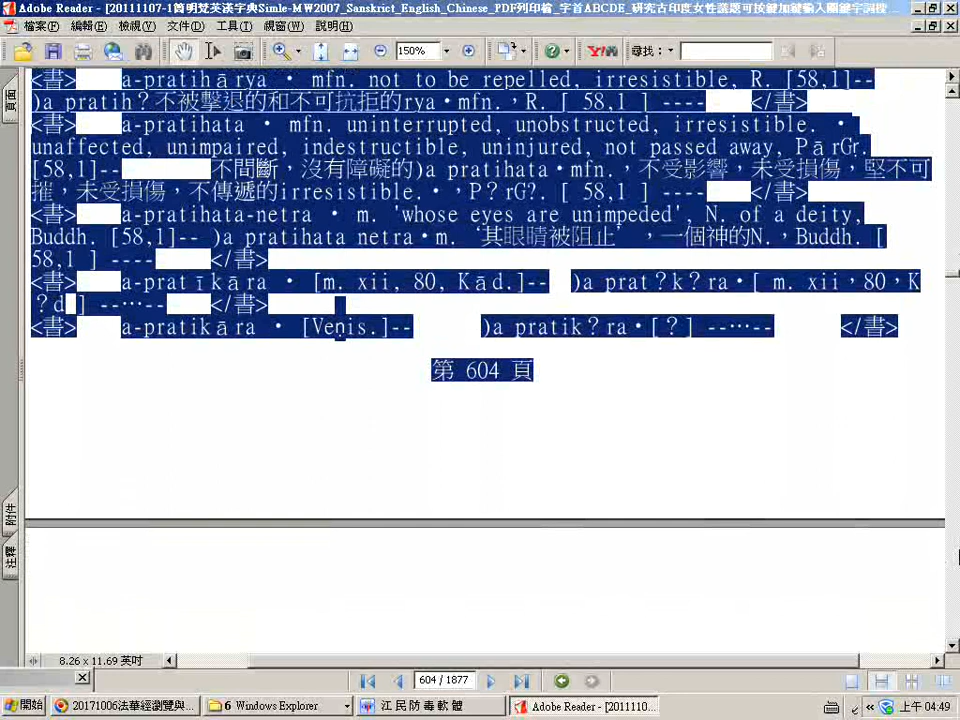 Adobe Reader - [20111107-1簡明梵英漢字典Simle-MW2007_Sanskrict_English_Chinese_PDF列印檔_字首ABCDE_研究古印度女性議題可按鍵加鍵輸入關鍵字詞搜
檔案(F) 編輯(E) 檢視(V) 文件(D) 工具(T) 視窗(W) 說明(H)
150% ? Y! 尋找：
頁面
<書> a-pratihārya ‧ mfn. not to be repelled, irresistible, R. [58,1]--
)a pratih？不被擊退的和不可抗拒的rya‧mfn.，R. [ 58,1 ] ---- </書>
<書> a-pratihata ‧ mfn. uninterrupted, unobstructed, irresistible. ‧
unaffected, unimpaired, indestructible, uninjured, not passed away, PārGr.
[58,1]-- 不間斷，沒有障礙的)a pratihata‧mfn.，不受影響，未受損傷，堅不可
摧，未受損傷，不傳遞的irresistible.‧，P？rG?. [ 58,1 ] ---- </書>
<書> a-pratihata-netra ‧ m. 'whose eyes are unimpeded', N. of a deity,
Buddh. [58,1]-- )a pratihata netra‧m.‘其眼睛被阻止’，一個神的N.，Buddh. [
58,1 ] ---- </書>
<書> a-pratīkāra ‧ [m. xii, 80, Kād.]-- )a prat？k？ra‧[ m. xii，80，K
？d ] --…-- </書>
<書> a-pratikāra ‧ [Venis.]-- )a pratik？ra‧[？] --…-- </書>
第 604 頁
附件
注釋
8.26 x 11.69 英吋
604 / 1877
開始 20171006法華經瀏覽與... 6 Windows Explorer 江民防毒軟體 Adobe Reader - [2011110... 上午 04:49